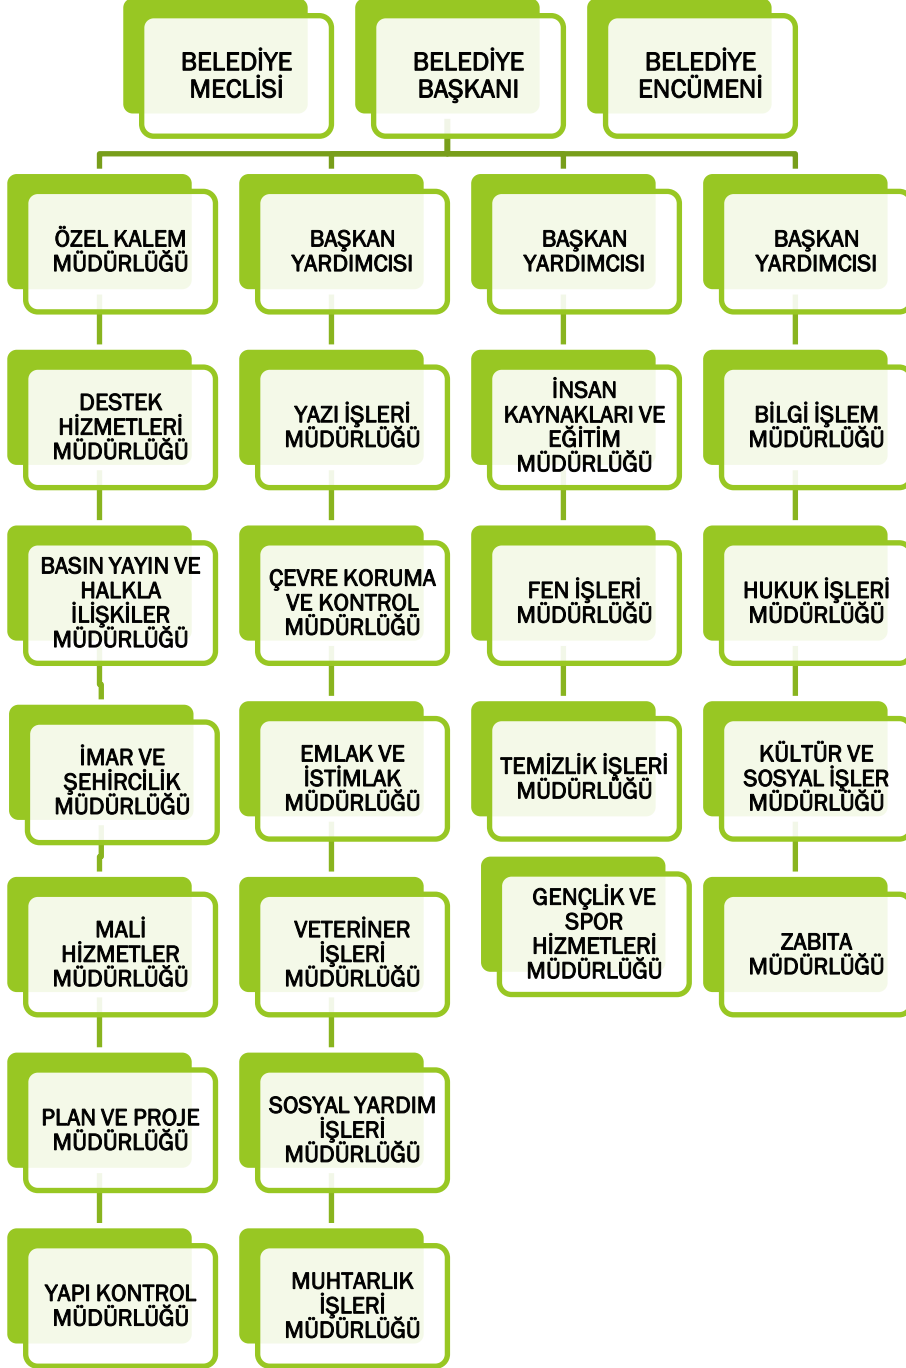 BELEDİYE
MECLİSİ
BELEDİYE
BAŞKANI
BELEDİYE
ENCÜMENİ
ÖZEL KALEM
MÜDÜRLÜĞÜ
BAŞKAN
YARDIMCISI
BAŞKAN
YARDIMCISI
BAŞKAN
YARDIMCISI
DESTEK
HİZMETLERİ
MÜDÜRLÜĞÜ
YAZI İŞLERİ
MÜDÜRLÜĞÜ
İNSAN
KAYNAKLARI VE
EĞİTİM
MÜDÜRLÜĞÜ
BİLGİ İŞLEM
MÜDÜRLÜĞÜ
BASIN YAYIN VE
HALKLA
İLİŞKİLER
MÜDÜRLÜĞÜ
ÇEVRE KORUMA
VE KONTROL
MÜDÜRLÜĞÜ
FEN İŞLERİ
MÜDÜRLÜĞÜ
HUKUK İŞLERİ
MÜDÜRLÜĞÜ
İMAR VE
ŞEHİRCİLİK
MÜDÜRLÜĞÜ
EMLAK VE
İSTİMLAK
MÜDÜRLÜĞÜ
TEMİZLİK İŞLERİ
MÜDÜRLÜĞÜ
KÜLTÜR VE
SOSYAL İŞLER
MÜDÜRLÜĞÜ
MALİ
HİZMETLER
MÜDÜRLÜĞÜ
VETERİNER
İŞLERİ
MÜDÜRLÜĞÜ
GENÇLİK VE
SPOR
HİZMETLERİ
MÜDÜRLÜĞÜ
ZABITA
MÜDÜRLÜĞÜ
PLAN VE PROJE
MÜDÜRLÜĞÜ
SOSYAL YARDIM
İŞLERİ
MÜDÜRLÜĞÜ
YAPI KONTROL
MÜDÜRLÜĞÜ
MUHTARLIK
İŞLERİ
MÜDÜRLÜĞÜ